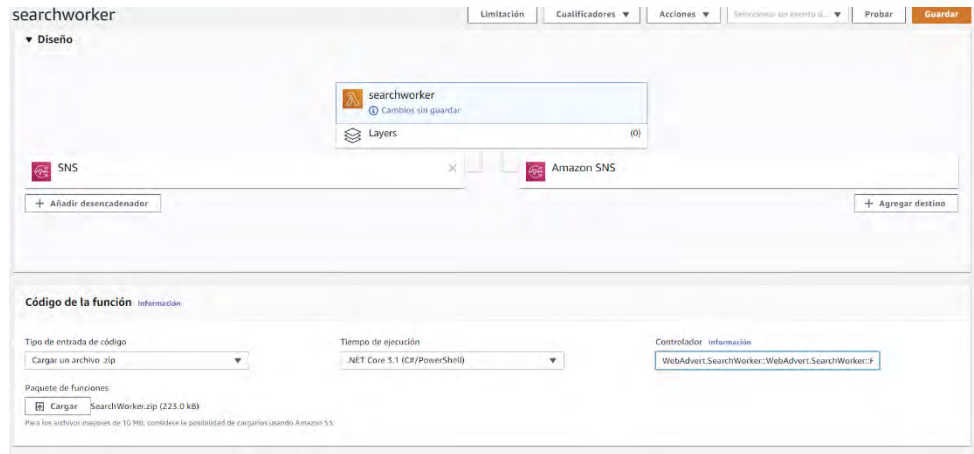 searchworker
Limitación
Cualificadores
Acciones
Seleccione un evento d...
Probar
Guardar
Diseño
searchworker
Cambios sin guardar
Layers
(0)
SNS
Amazon SNS
+ Añadir desencadenador
+ Agregar destino
Código de la función Información
Tipo de entrada de código
Tiempo de ejecución
Controlador Información
Cargar un archivo .zip
.NET Core 3.1 (C#/PowerShell)
WebAdvert.SearchWorker::WebAdvert.SearchWorker::F
Paquete de funciones
Cargar
SearchWorker.zip (223.0 kB)
Para los archivos mayores de 10 MB, considere la posibilidad de cargarlos usando Amazon S3.